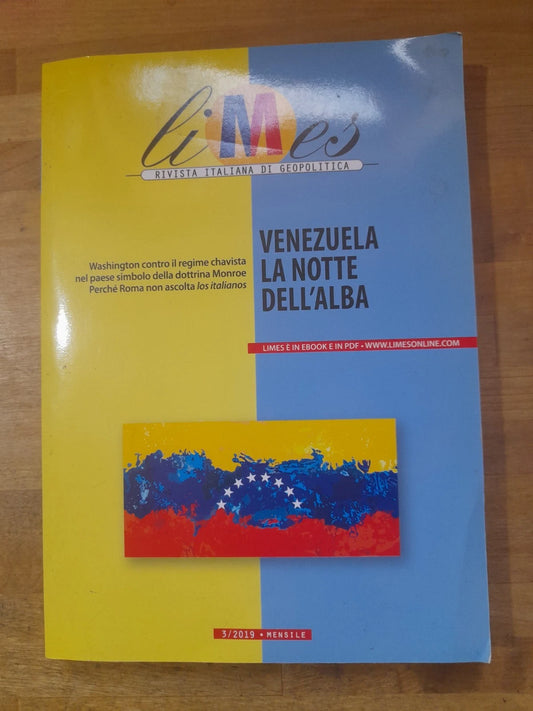 liMes
RIVISTA ITALIANA DI GEOPOLITICA
Washington contro il regime chavista
nel paese simbolo della dottrina Monroe
Perché Roma non ascolta los italianos
VENEZUELA
LA NOTTE
DELL'ALBA
LIMES È IN EBOOK E IN PDF • WWW.LIMESONLINE.COM
3/2019 • MENSILE